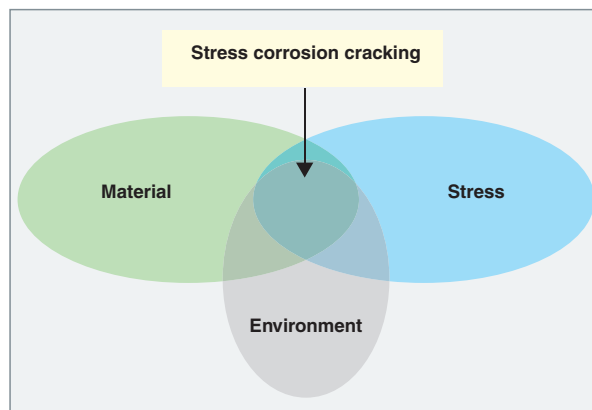 Stress corrosion cracking
Material
Stress
Environment